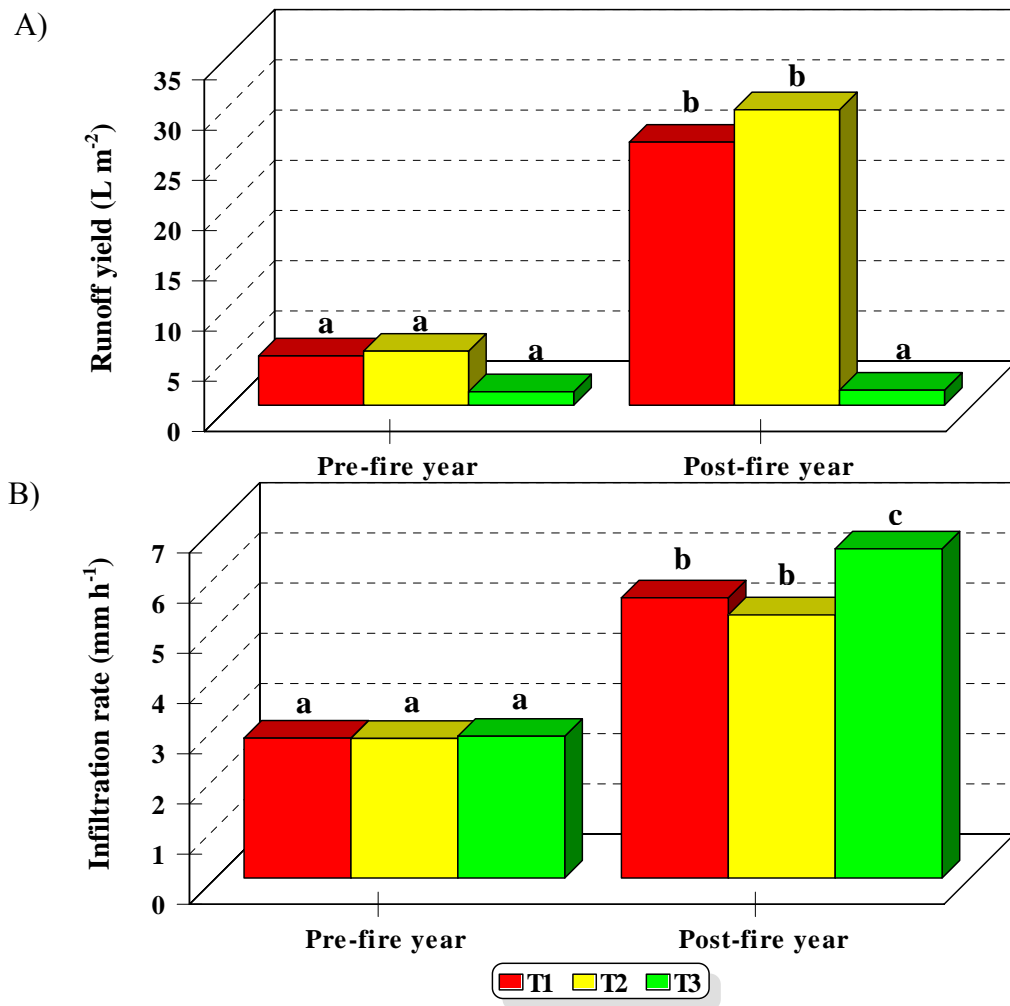 A)
Runoff yield (L m⁻²)
35
30
25
20
15
10
5
0
a
a
a
b
b
a
Pre-fire year
Post-fire year
B)
Infiltration rate (mm h⁻¹)
7
6
5
4
3
2
1
0
a
a
a
b
b
c
Pre-fire year
Post-fire year
T1 T2 T3